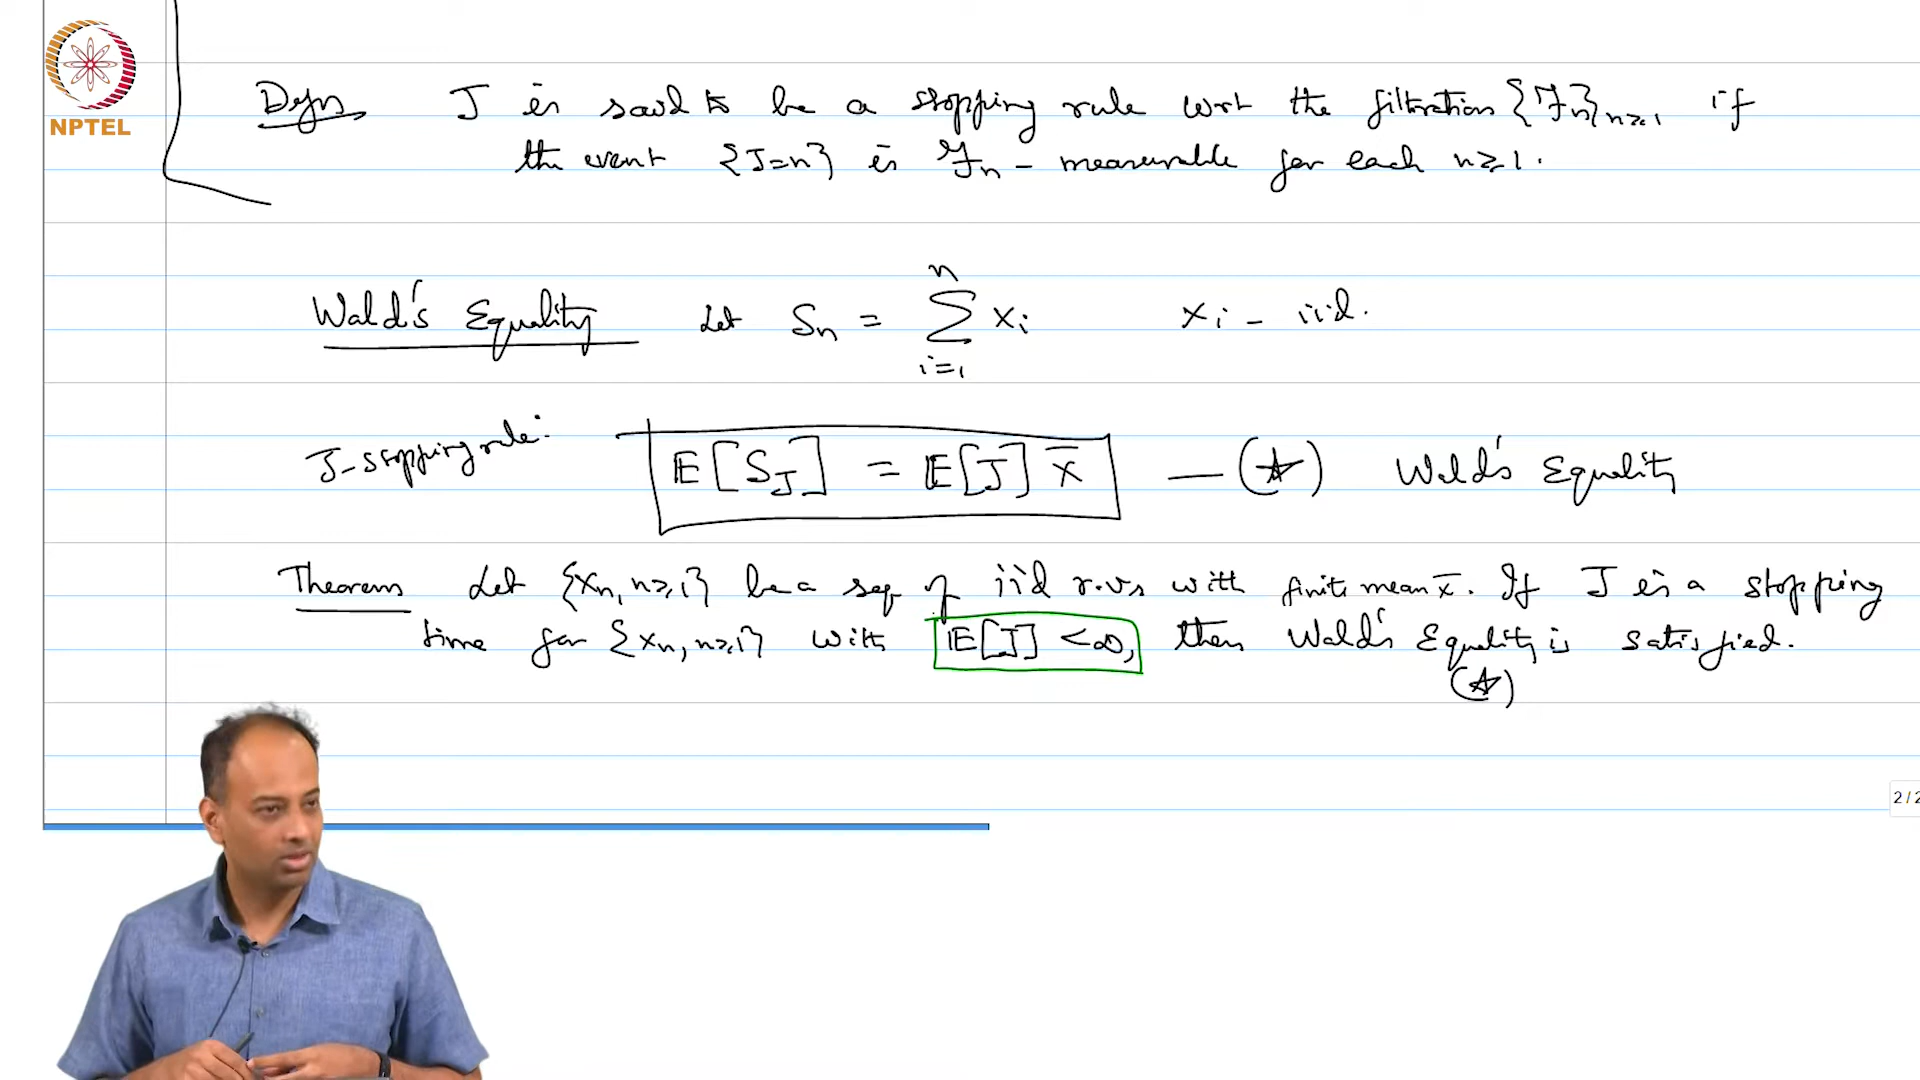 NPTEL
Defn J is said to be a stopping rule wrt the filtration {ℱn}n≥1 if
the event {J=n} is ℱn - measurable for each n≥1.
Wald's Equality Let Sn = ∑_{i=1}^{n} Xi Xi - iid.
J-stopping rule: E[S_J] = E[J] X̄ — (☆) Wald's Equality
Theorem Let {Xn, n≥1} be a seq of iid r.vs with finite mean X̄. If J is a stopping
time for {Xn, n≥1} with E[J] <∞, then Wald's Equality is satisfied.
(☆)
2 / 2